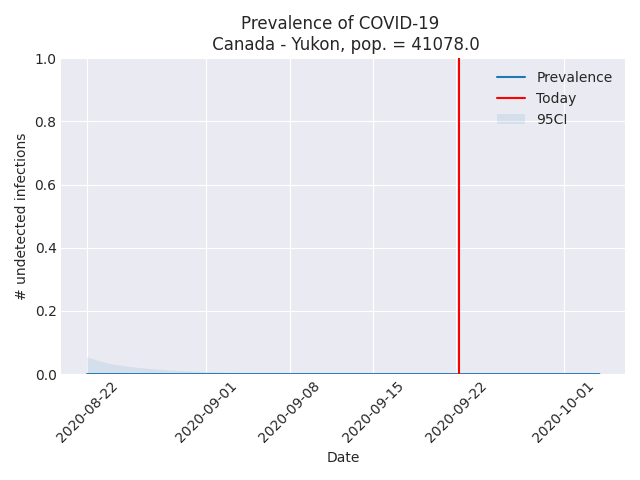 Prevalence of COVID-19
Canada - Yukon, pop. = 41078.0
Prevalence
Today
95CI
1.0
0.8
0.6
0.4
0.2
0.0
# undetected infections
2020-08-22
2020-09-01
2020-09-08
2020-09-15
2020-09-22
2020-10-01
Date